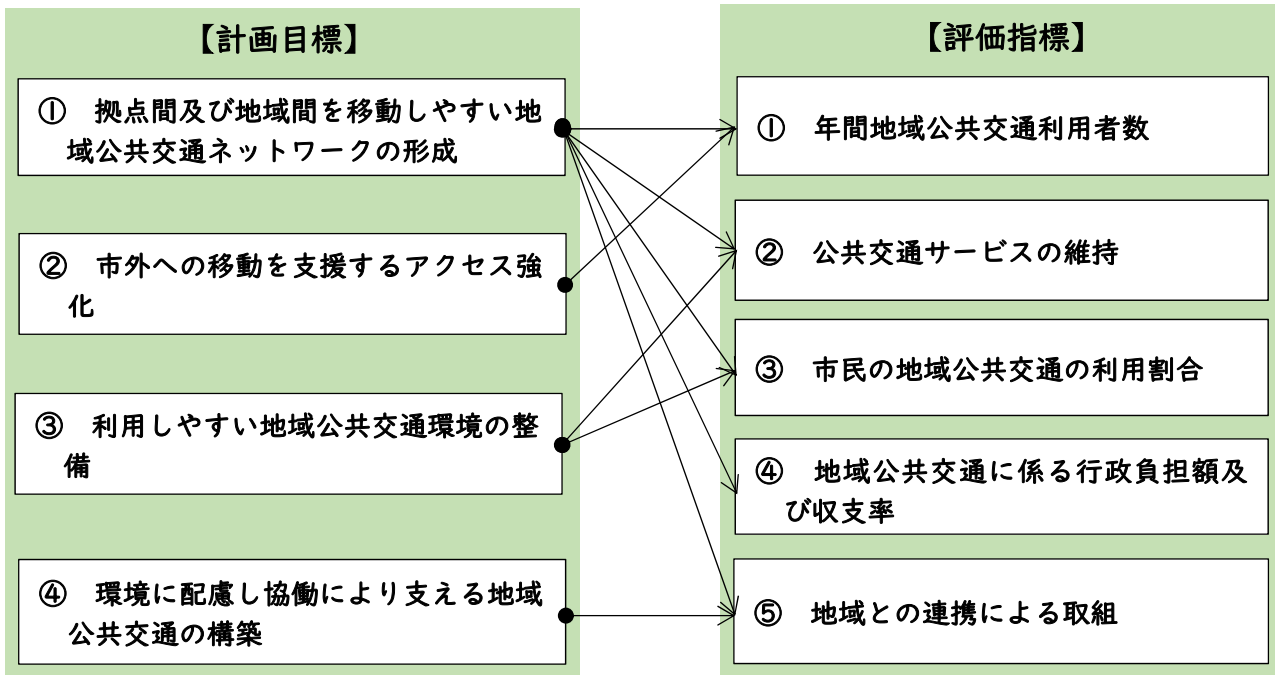 【計画目標】
① 拠点間及び地域間を移動しやすい地
域公共交通ネットワークの形成
② 市外への移動を支援するアクセス強
化
③ 利用しやすい地域公共交通環境の整
備
④ 環境に配慮し協働により支える地域
公共交通の構築
【評価指標】
① 年間地域公共交通利用者数
② 公共交通サービスの維持
③ 市民の地域公共交通の利用割合
④ 地域公共交通に係る行政負担額及
び収支率
⑤ 地域との連携による取組